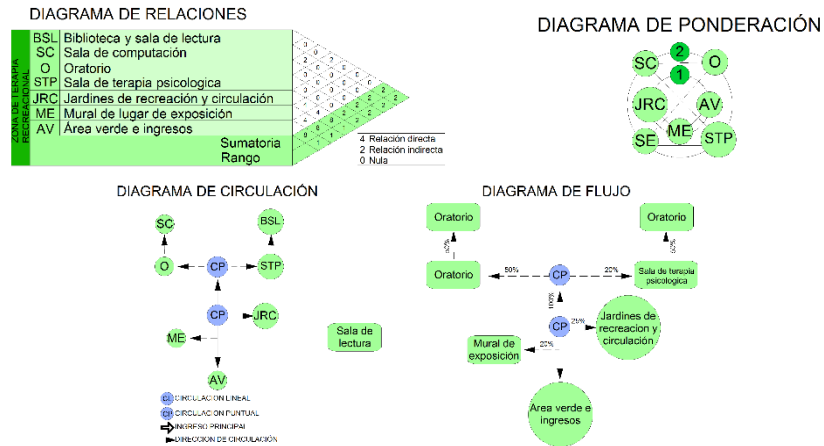 DIAGRAMA DE RELACIONES
ZONA DE TERAPIA
RECREACIONAL
BSL Biblioteca y sala de lectura
SC Sala de computación
O Oratorio
STP Sala de terapia psicologica
JRC Jardines de recreación y circulación
ME Mural de lugar de exposición
AV Área verde e ingresos
Sumatoria
Rango
4 Relación directa
2 Relación indirecta
0 Nula
DIAGRAMA DE PONDERACIÓN
2
SC
O
1
JRC
AV
ME
SE
STP
DIAGRAMA DE CIRCULACIÓN
SC
BSL
O
CP
STP
CP
JRC
ME
AV
CL CIRCULACION LINEAL
CP CIRCULACION PUNTUAL
INGRESO PRINCIPAL
DIRECCION DE CIRCULACIÓN
Sala de
lectura
DIAGRAMA DE FLUJO
Oratorio
Oratorio
50%
Oratorio
50%
CP
20%
Sala de terapia
psicologica
100%
CP
25%
Jardines de
recreacion y
circulación
Mural de
exposición
20%
Area verde e
ingresos